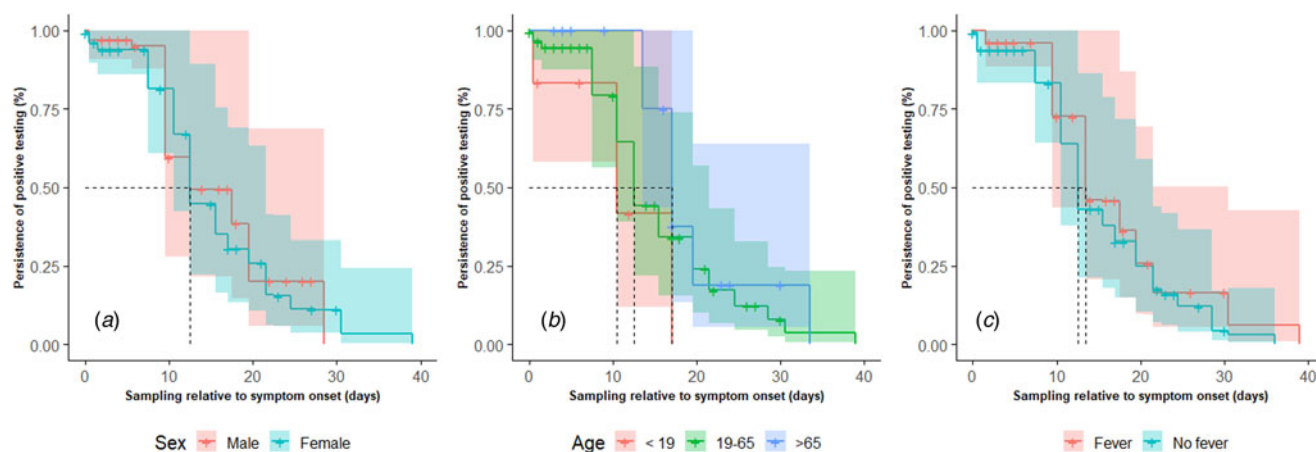 Persistence of positive testing (%)
1.00
0.75
0.50
0.25
0.00
(a)
0 10 20 30 40
Sampling relative to symptom onset (days)
Sex Male Female
Persistence of positive testing (%)
1.00
0.75
0.50
0.25
0.00
(b)
0 10 20 30 40
Sampling relative to symptom onset (days)
Age < 19 19-65 >65
Persistence of positive testing (%)
1.00
0.75
0.50
0.25
0.00
(c)
0 10 20 30 40
Sampling relative to symptom onset (days)
Fever No fever